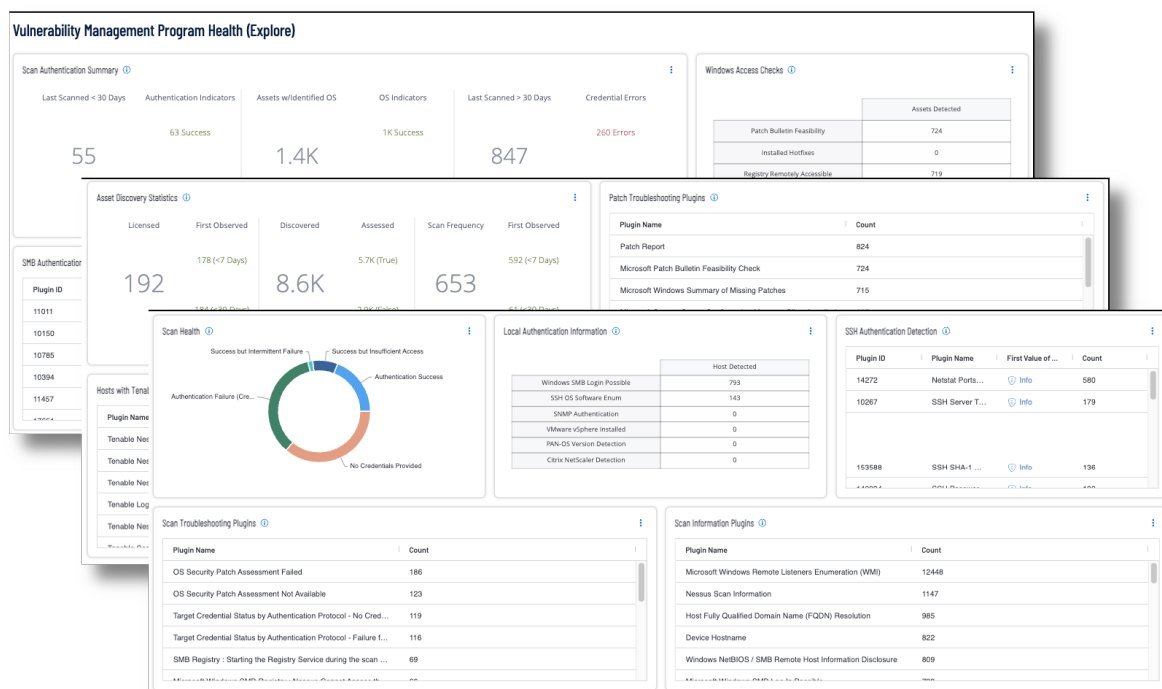 Vulnerability Management Program Health (Explore)
Scan Authentication Summary
Last Scanned < 30 Days Authentication Indicators Assets w/Identified OS OS Indicators Last Scanned > 30 Days Credential Errors
63 Success 1K Success 260 Errors
55 1.4K 847
Windows Access Checks
Assets Detected
Patch Bulletin Feasibility 724
Installed Hotfixes 0
Registry Remotely Accessible 719
SMB Authentication
Plugin ID
11011
10150
10785
10394
11457
Asset Discovery Statistics
Licensed First Observed Discovered Assessed Scan Frequency First Observed
178 (<7 Days) 5.7K (True) 592 (<7 Days)
192 8.6K 653
Patch Troubleshooting Plugins
Plugin Name Count
Patch Report 824
Microsoft Patch Bulletin Feasibility Check 724
Microsoft Windows Summary of Missing Patches 715
Hosts with Tenab
Plugin Name
Tenable Nes
Tenable Nes
Tenable Nes
Tenable Log
Tenable Nes
Scan Health
Success but Intermittent Failure
Success but Insufficient Access
Authentication Success
Authentication Failure (Cre...
No Credentials Provided
Local Authentication Information
Host Detected
Windows SMB Login Possible 793
SSH OS Software Enum 143
SNMP Authentication 0
VMware vSphere Installed 0
PAN-OS Version Detection 0
Citrix NetScaler Detection 0
SSH Authentication Detection
Plugin ID Plugin Name First Value of ... Count
14272 Netstat Ports... Info 580
10267 SSH Server T... Info 179
153588 SSH SHA-1 ... Info 136
Scan Troubleshooting Plugins
Plugin Name Count
OS Security Patch Assessment Failed 186
OS Security Patch Assessment Not Available 123
Target Credential Status by Authentication Protocol - No Cred... 119
Target Credential Status by Authentication Protocol - Failure f... 116
SMB Registry : Starting the Registry Service during the scan ... 69
Scan Information Plugins
Plugin Name Count
Microsoft Windows Remote Listeners Enumeration (WMI) 12448
Nessus Scan Information 1147
Host Fully Qualified Domain Name (FQDN) Resolution 985
Device Hostname 822
Windows NetBIOS / SMB Remote Host Information Disclosure 809